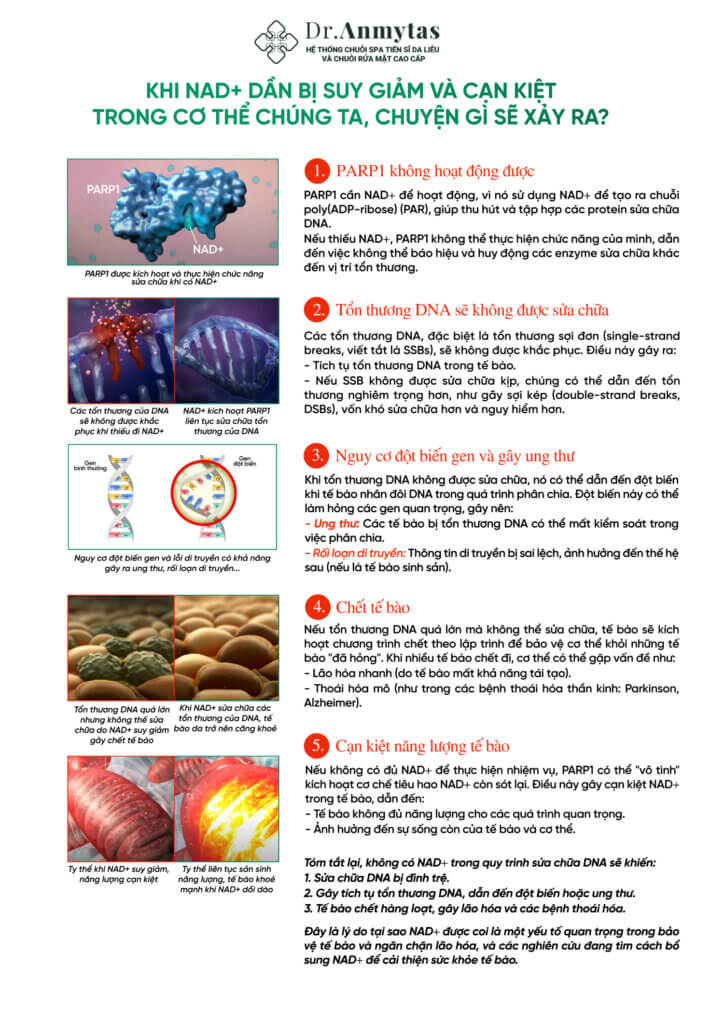 Dr.Anmytas
HỆ THỐNG CHUỖI SPA TIẾN SĨ DA LIỄU
VÀ CHUỖI RỬA MẶT CAO CẤP
KHI NAD+ DẦN BỊ SUY GIẢM VÀ CẠN KIỆT
TRONG CƠ THỂ CHÚNG TA, CHUYỆN GÌ SẼ XẢY RA?
PARP1
NAD+
PARP1 được kích hoạt và thực hiện chức năng
sửa chữa khi có NAD+
1. PARP1 không hoạt động được
PARP1 cần NAD+ để hoạt động, vì nó sử dụng NAD+ để tạo ra chuỗi
poly(ADP-ribose) (PAR), giúp thu hút và tập hợp các protein sửa chữa
DNA.
Nếu thiếu NAD+, PARP1 không thể thực hiện chức năng của mình, dẫn
đến việc không thể báo hiệu và huy động các enzyme sửa chữa khác
đến vị trí tổn thương.
Các tổn thương của DNA
sẽ không được khắc
phục khi thiếu đi NAD+
NAD+ kích hoạt PARP1
liên tục sửa chữa tổn
thương của DNA
2. Tổn thương DNA sẽ không được sửa chữa
Các tổn thương DNA, đặc biệt là tổn thương sợi đơn (single-strand
breaks, viết tắt là SSBs), sẽ không được khắc phục. Điều này gây ra:
- Tích tụ tổn thương DNA trong tế bào.
- Nếu SSB không được sửa chữa kịp, chúng có thể dẫn đến tổn
thương nghiêm trọng hơn, như gãy sợi kép (double-strand breaks,
DSBs), vốn khó sửa chữa hơn và nguy hiểm hơn.
Gen
bình thường
Gen
đột biến
Nguy cơ đột biến gen và lỗi di truyền có khả năng
gây ra ung thư, rối loạn di truyền...
3. Nguy cơ đột biến gen và gây ung thư
Khi tổn thương DNA không được sửa chữa, nó có thể dẫn đến đột biến
khi tế bào nhân đôi DNA trong quá trình phân chia. Đột biến này có thể
làm hỏng các gen quan trọng, gây nên:
- Ung thư: Các tế bào bị tổn thương DNA có thể mất kiểm soát trong
việc phân chia.
- Rối loạn di truyền: Thông tin di truyền bị sai lệch, ảnh hưởng đến thế hệ
sau (nếu là tế bào sinh sản).
Tổn thương DNA quá lớn
nhưng không thể sửa
chữa do NAD+ suy giảm
gây chết tế bào
Khi NAD+ sửa chữa các
tổn thương của DNA, tế
bào da trở nên căng khoẻ
4. Chết tế bào
Nếu tổn thương DNA quá lớn mà không thể sửa chữa, tế bào sẽ kích
hoạt chương trình chết theo lập trình để bảo vệ cơ thể khỏi những tế
bào "đã hỏng". Khi nhiều tế bào chết đi, cơ thể có thể gặp vấn đề như:
- Lão hóa nhanh (do tế bào mất khả năng tái tạo).
- Thoái hóa mô (như trong các bệnh thoái hóa thần kinh: Parkinson,
Alzheimer).
Ty thể khi NAD+ suy giảm,
năng lượng cạn kiệt
Ty thể liên tục sản sinh
năng lượng, tế bào khoẻ
mạnh khi NAD+ dồi dào
5. Cạn kiệt năng lượng tế bào
Nếu không có đủ NAD+ để thực hiện nhiệm vụ, PARP1 có thể "vô tình"
kích hoạt cơ chế tiêu hao NAD+ còn sót lại. Điều này gây cạn kiệt NAD+
trong tế bào, dẫn đến:
- Tế bào không đủ năng lượng cho các quá trình quan trọng.
- Ảnh hưởng đến sự sống còn của tế bào và cơ thể.
Tóm tắt lại, không có NAD+ trong quy trình sửa chữa DNA sẽ khiến:
1. Sửa chữa DNA bị đình trệ.
2. Gây tích tụ tổn thương DNA, dẫn đến đột biến hoặc ung thư.
3. Tế bào chết hàng loạt, gây lão hóa và các bệnh thoái hóa.
Đây là lý do tại sao NAD+ được coi là một yếu tố quan trọng trong bảo
vệ tế bào và ngăn chặn lão hóa, và các nghiên cứu đang tìm cách bổ
sung NAD+ để cải thiện sức khỏe tế bào.